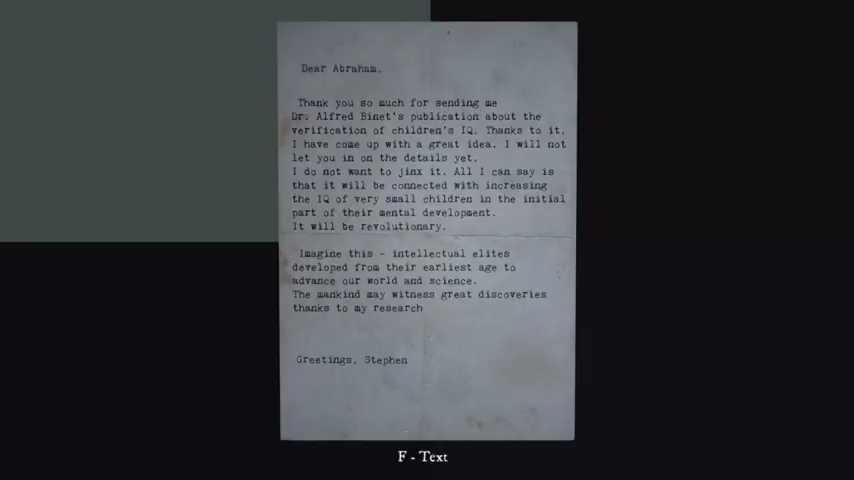 Dear Abraham,
Thank you so much for sending me
Dr. Alfred Binet's publication about the
verification of children's IQ. Thanks to it,
I have come up with a great idea. I will not
let you in on the details yet.
I do not want to jinx it. All I can say is
that it will be connected with increasing
the IQ of very small children in the initial
part of their mental development.
It will be revolutionary.
Imagine this - intellectual elites
developed from their earliest age to
advance our world and science.
The mankind may witness great discoveries
thanks to my research
Greetings, Stephen
F - Text